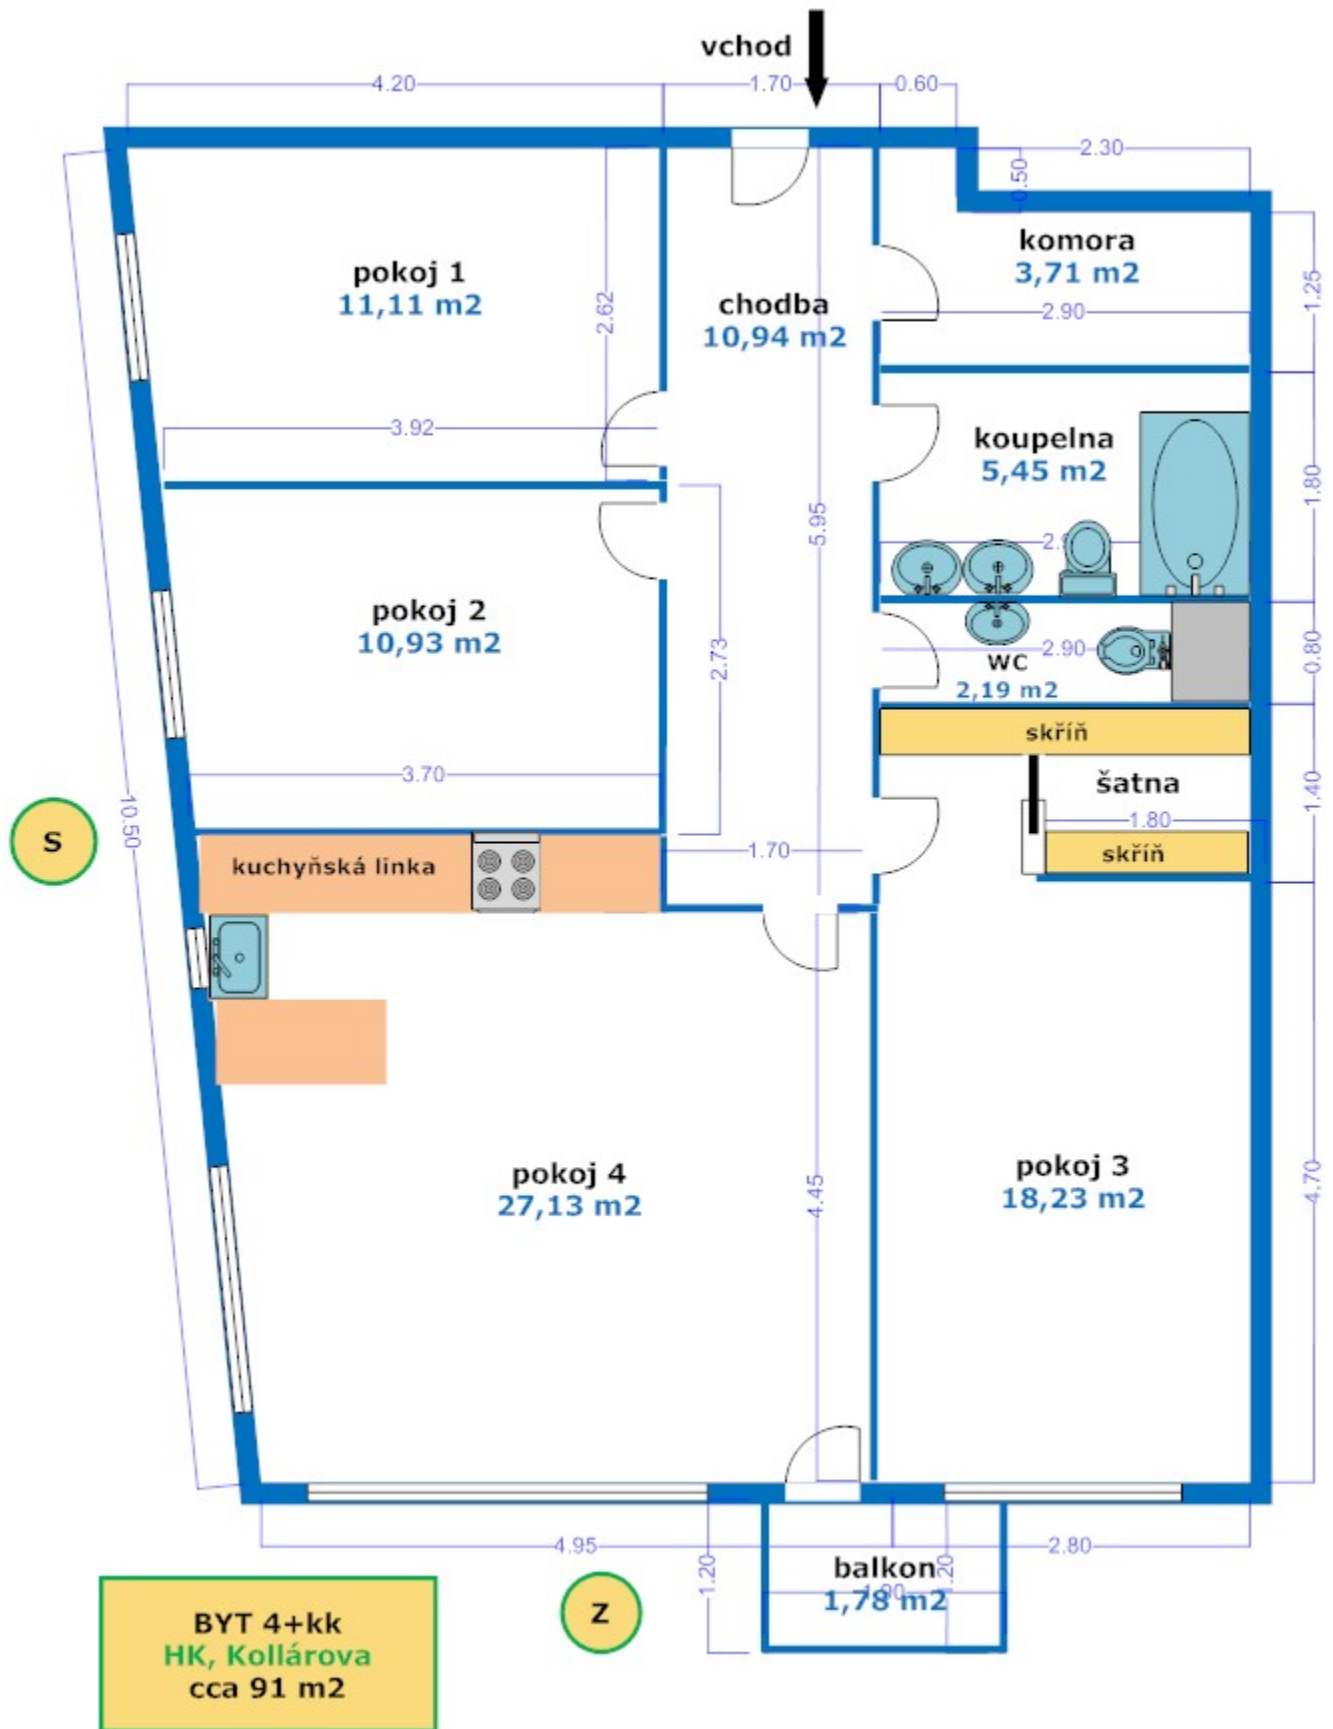 vchod
4.20
1.70
0.60
2.30
0.50
komora
3,71 m2
1.25
2.90
pokoj 1
11,11 m2
2.62
chodba
10,94 m2
3.92
koupelna
5,45 m2
1.80
5.95
pokoj 2
10,93 m2
2.73
WC
2.90
2,19 m2
0.80
skříň
šatna
1.80
skříň
1.40
3.70
10.50
S
kuchyňská linka
1.70
pokoj 4
27,13 m2
4.45
pokoj 3
18,23 m2
4.70
4.95
2.80
1.20
1.20
balkon
1,78 m2
Z
BYT 4+kk
HK, Kollárova
cca 91 m2